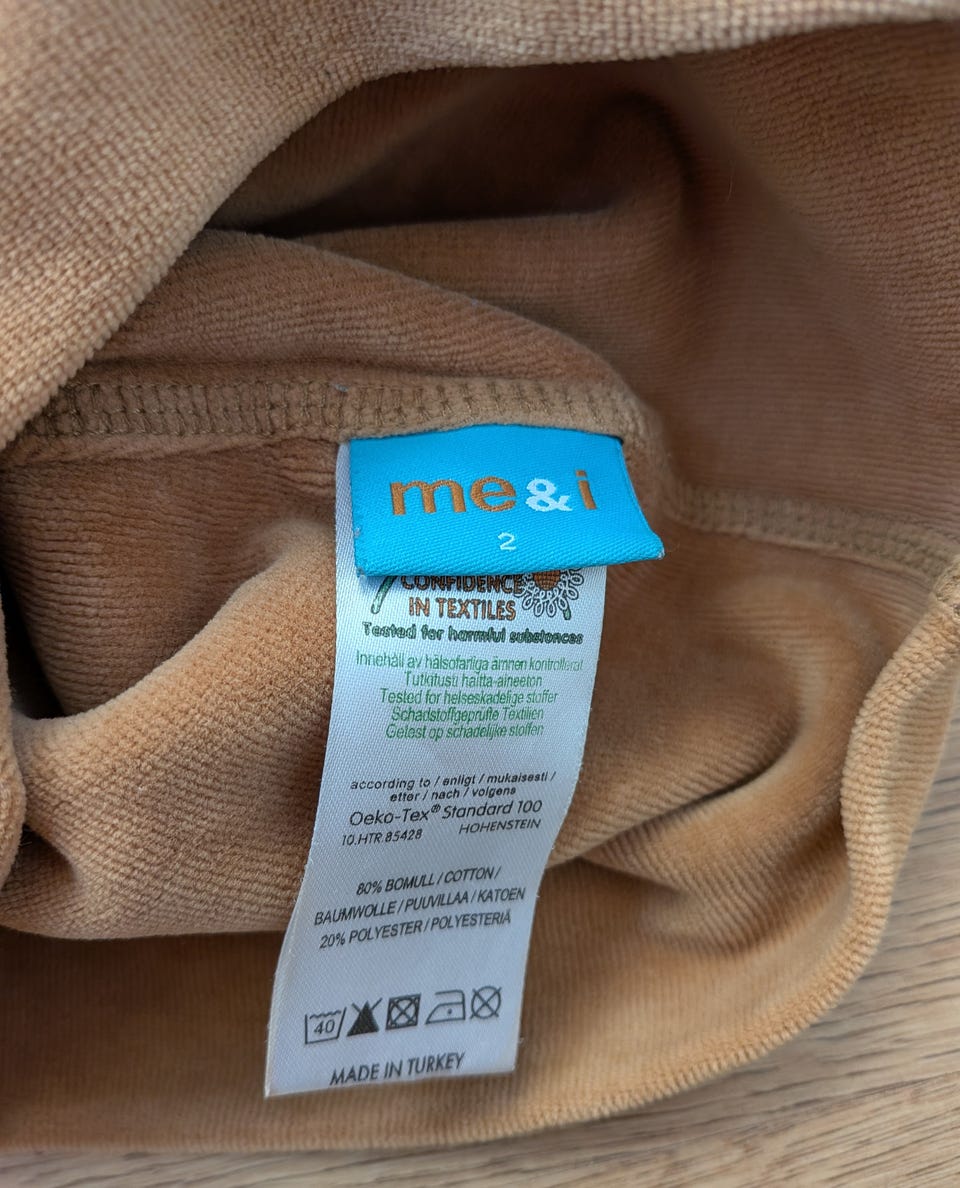 me&i
2
CONFIDENCE
IN TEXTILES
Tested for harmful substances
Innehåll av hälsofarliga ämnen kontrollerat
Tutkitusti haitta-aineeton
Tested for helseskadelige stoffer
Schadstoffgeprüfte Textilien
Getest op schadelijke stoffen
according to / enligt / mukaisesti /
etter / nach / volgens
Oeko-Tex® Standard 100
10.HTR.85428 HOHENSTEIN
80% BOMULL / COTTON /
BAUMWOLLE / PUUVILLAA / KATOEN
20% POLYESTER / POLYESTERIÄ
40
MADE IN TURKEY